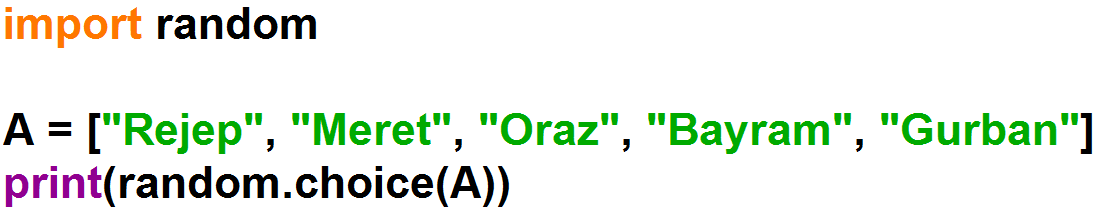 import random
A = ["Rejep", "Meret", "Oraz", "Bayram", "Gurban"]
print(random.choice(A))